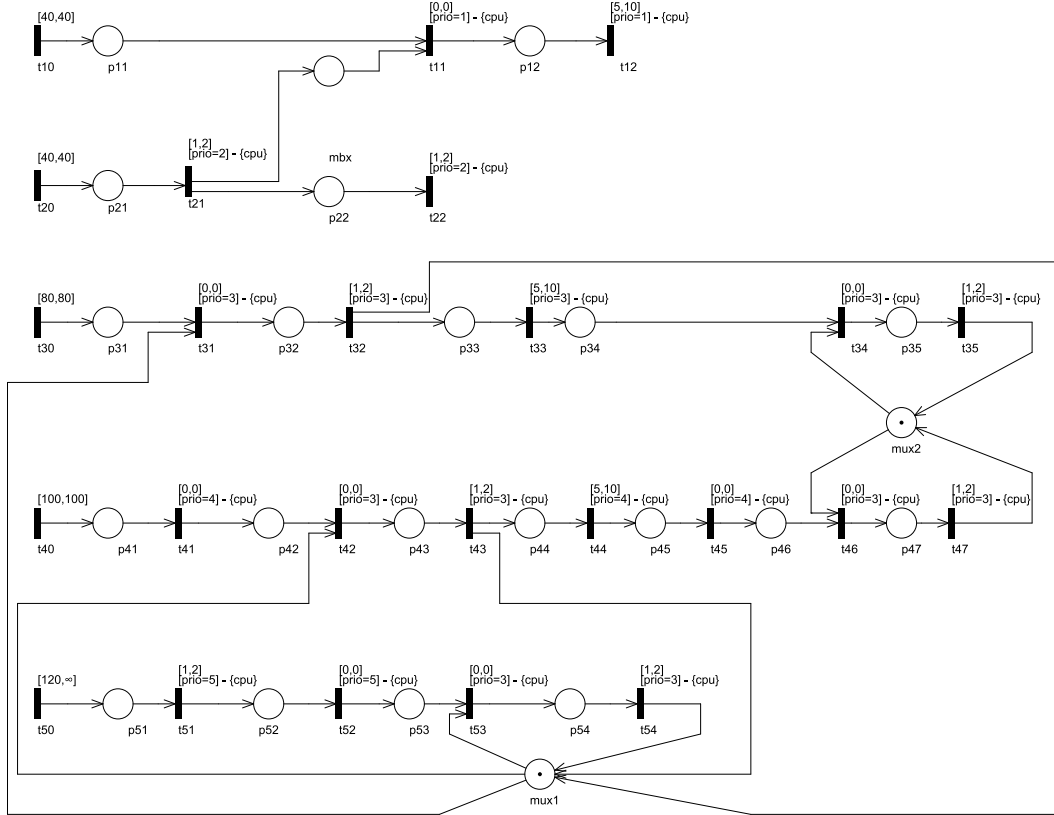 [40,40]
t10
p11
[0,0]
[prio=1] - {cpu}
t11
p12
[5,10]
[prio=1] - {cpu}
t12
[40,40]
t20
p21
[1,2]
[prio=2] - {cpu}
t21
mbx
p22
[1,2]
[prio=2] - {cpu}
t22
[80,80]
t30
p31
[0,0]
[prio=3] - {cpu}
t31
p32
[1,2]
[prio=3] - {cpu}
t32
p33
[5,10]
[prio=3] - {cpu}
t33
p34
[0,0]
[prio=3] - {cpu}
t34
p35
[1,2]
[prio=3] - {cpu}
t35
mux2
[100,100]
t40
p41
[0,0]
[prio=4] - {cpu}
t41
p42
[0,0]
[prio=3] - {cpu}
t42
p43
[1,2]
[prio=3] - {cpu}
t43
p44
[5,10]
[prio=4] - {cpu}
t44
p45
[0,0]
[prio=4] - {cpu}
t45
p46
[0,0]
[prio=3] - {cpu}
t46
p47
[1,2]
[prio=3] - {cpu}
t47
[120,∞]
t50
p51
[1,2]
[prio=5] - {cpu}
t51
p52
[0,0]
[prio=5] - {cpu}
t52
p53
[0,0]
[prio=3] - {cpu}
t53
p54
[1,2]
[prio=3] - {cpu}
t54
mux1